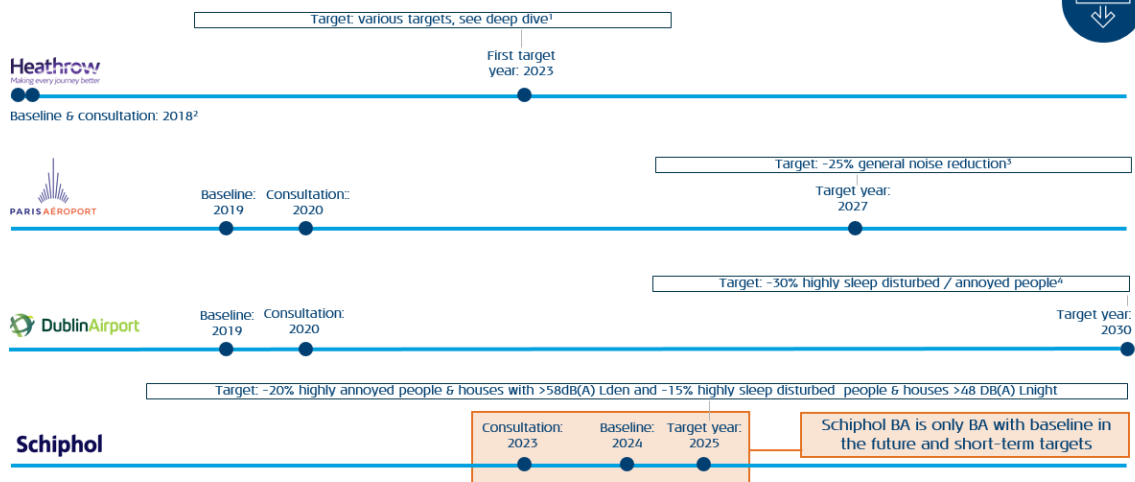 Target: various targets, see deep dive¹
First target
year: 2023
Heathrow
Making every journey better
Baseline & consultation: 2018²
Target: -25% general noise reduction³
Target year:
2027
Baseline:
2019
Consultation::
2020
PARISAÉROPORT
Target: -30% highly sleep disturbed / annoyed people⁴
Target year:
2030
Baseline:
2019
Consultation:
2020
DublinAirport
Target: -20% highly annoyed people & houses with >58dB(A) Lden and -15% highly sleep disturbed people & houses >48 DB(A) Lnight
Schiphol
Consultation:
2023
Baseline:
2024
Target year:
2025
Schiphol BA is only BA with baseline in
the future and short-term targets